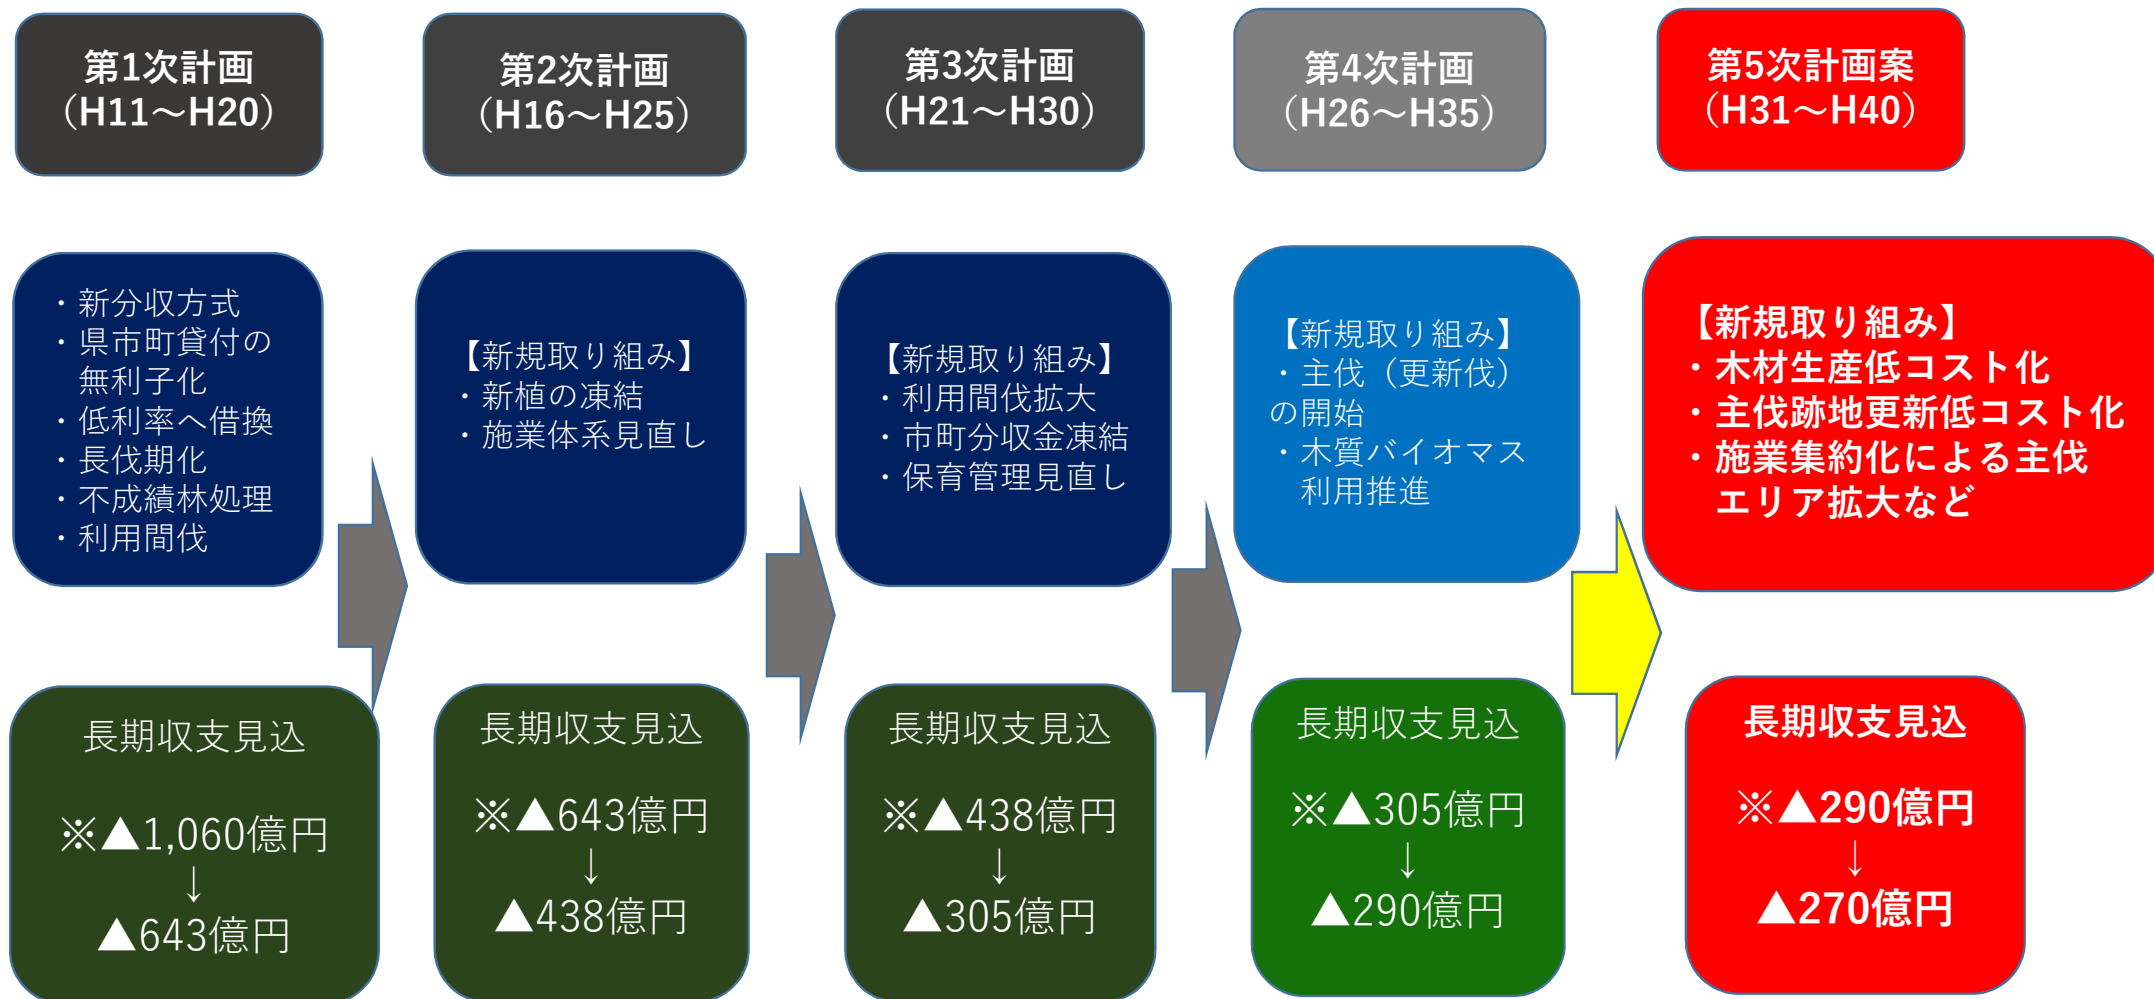 第1次計画
（H11～H20）
・新分収方式
・県市町貸付の
無利子化
・低利率へ借換
・長伐期化
・不成績林処理
・利用間伐
長期収支見込
※▲1,060億円
↓
▲643億円
第2次計画
（H16～H25）
【新規取り組み】
・新植の凍結
・施業体系見直し
長期収支見込
※▲643億円
↓
▲438億円
第3次計画
（H21～H30）
【新規取り組み】
・利用間伐拡大
・市町分収金凍結
・保育管理見直し
長期収支見込
※▲438億円
↓
▲305億円
第4次計画
（H26～H35）
【新規取り組み】
・主伐（更新伐）
の開始
・木質バイオマス
利用推進
長期収支見込
※▲305億円
↓
▲290億円
第5次計画案
（H31～H40）
【新規取り組み】
・木材生産低コスト化
・主伐跡地更新低コスト化
・施業集約化による主伐
エリア拡大など
長期収支見込
※▲290億円
↓
▲270億円